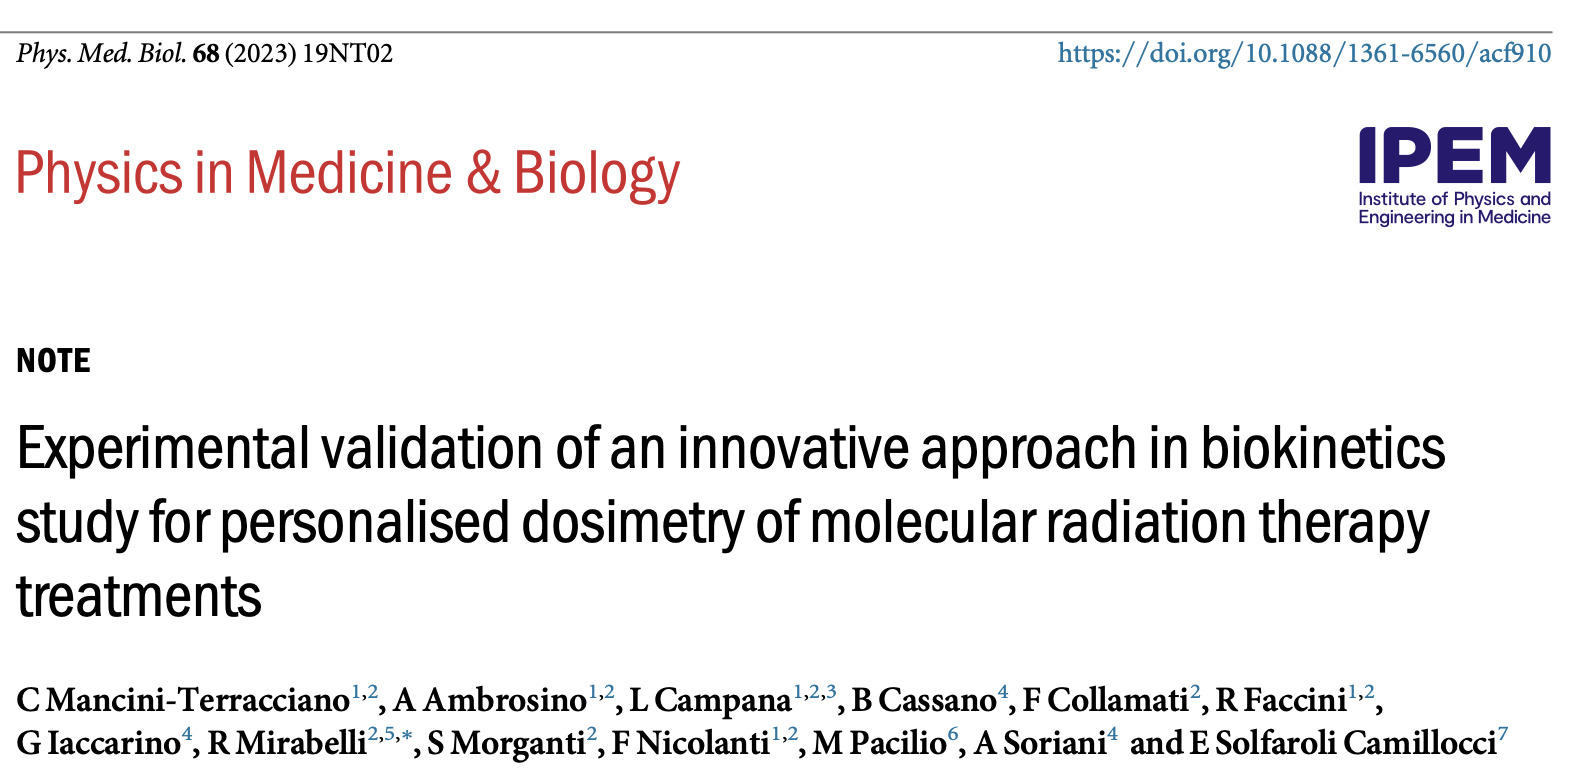 Phys. Med. Biol. 68 (2023) 19NT02
https://doi.org/10.1088/1361-6560/acf910
Physics in Medicine & Biology
IPEM
Institute of Physics and
Engineering in Medicine
NOTE
Experimental validation of an innovative approach in biokinetics
study for personalised dosimetry of molecular radiation therapy
treatments
C Mancini-Terracciano1,2, A Ambrosino1,2, L Campana1,2,3, B Cassano4, F Collamati2, R Faccini1,2,
G Iaccarino4, R Mirabelli2,5,*, S Morganti2, F Nicolanti1,2, M Pacilio6, A Soriani4 and E Solfaroli Camillocci7